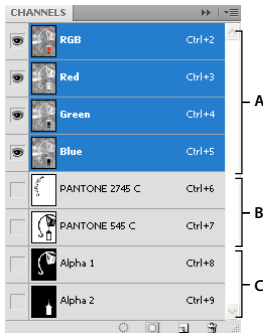 CHANNELS
RGB Ctrl+2
Red Ctrl+3
Green Ctrl+4
Blue Ctrl+5
A
PANTONE 2745 C Ctrl+6
PANTONE 545 C Ctrl+7
B
Alpha 1 Ctrl+8
Alpha 2 Ctrl+9
C